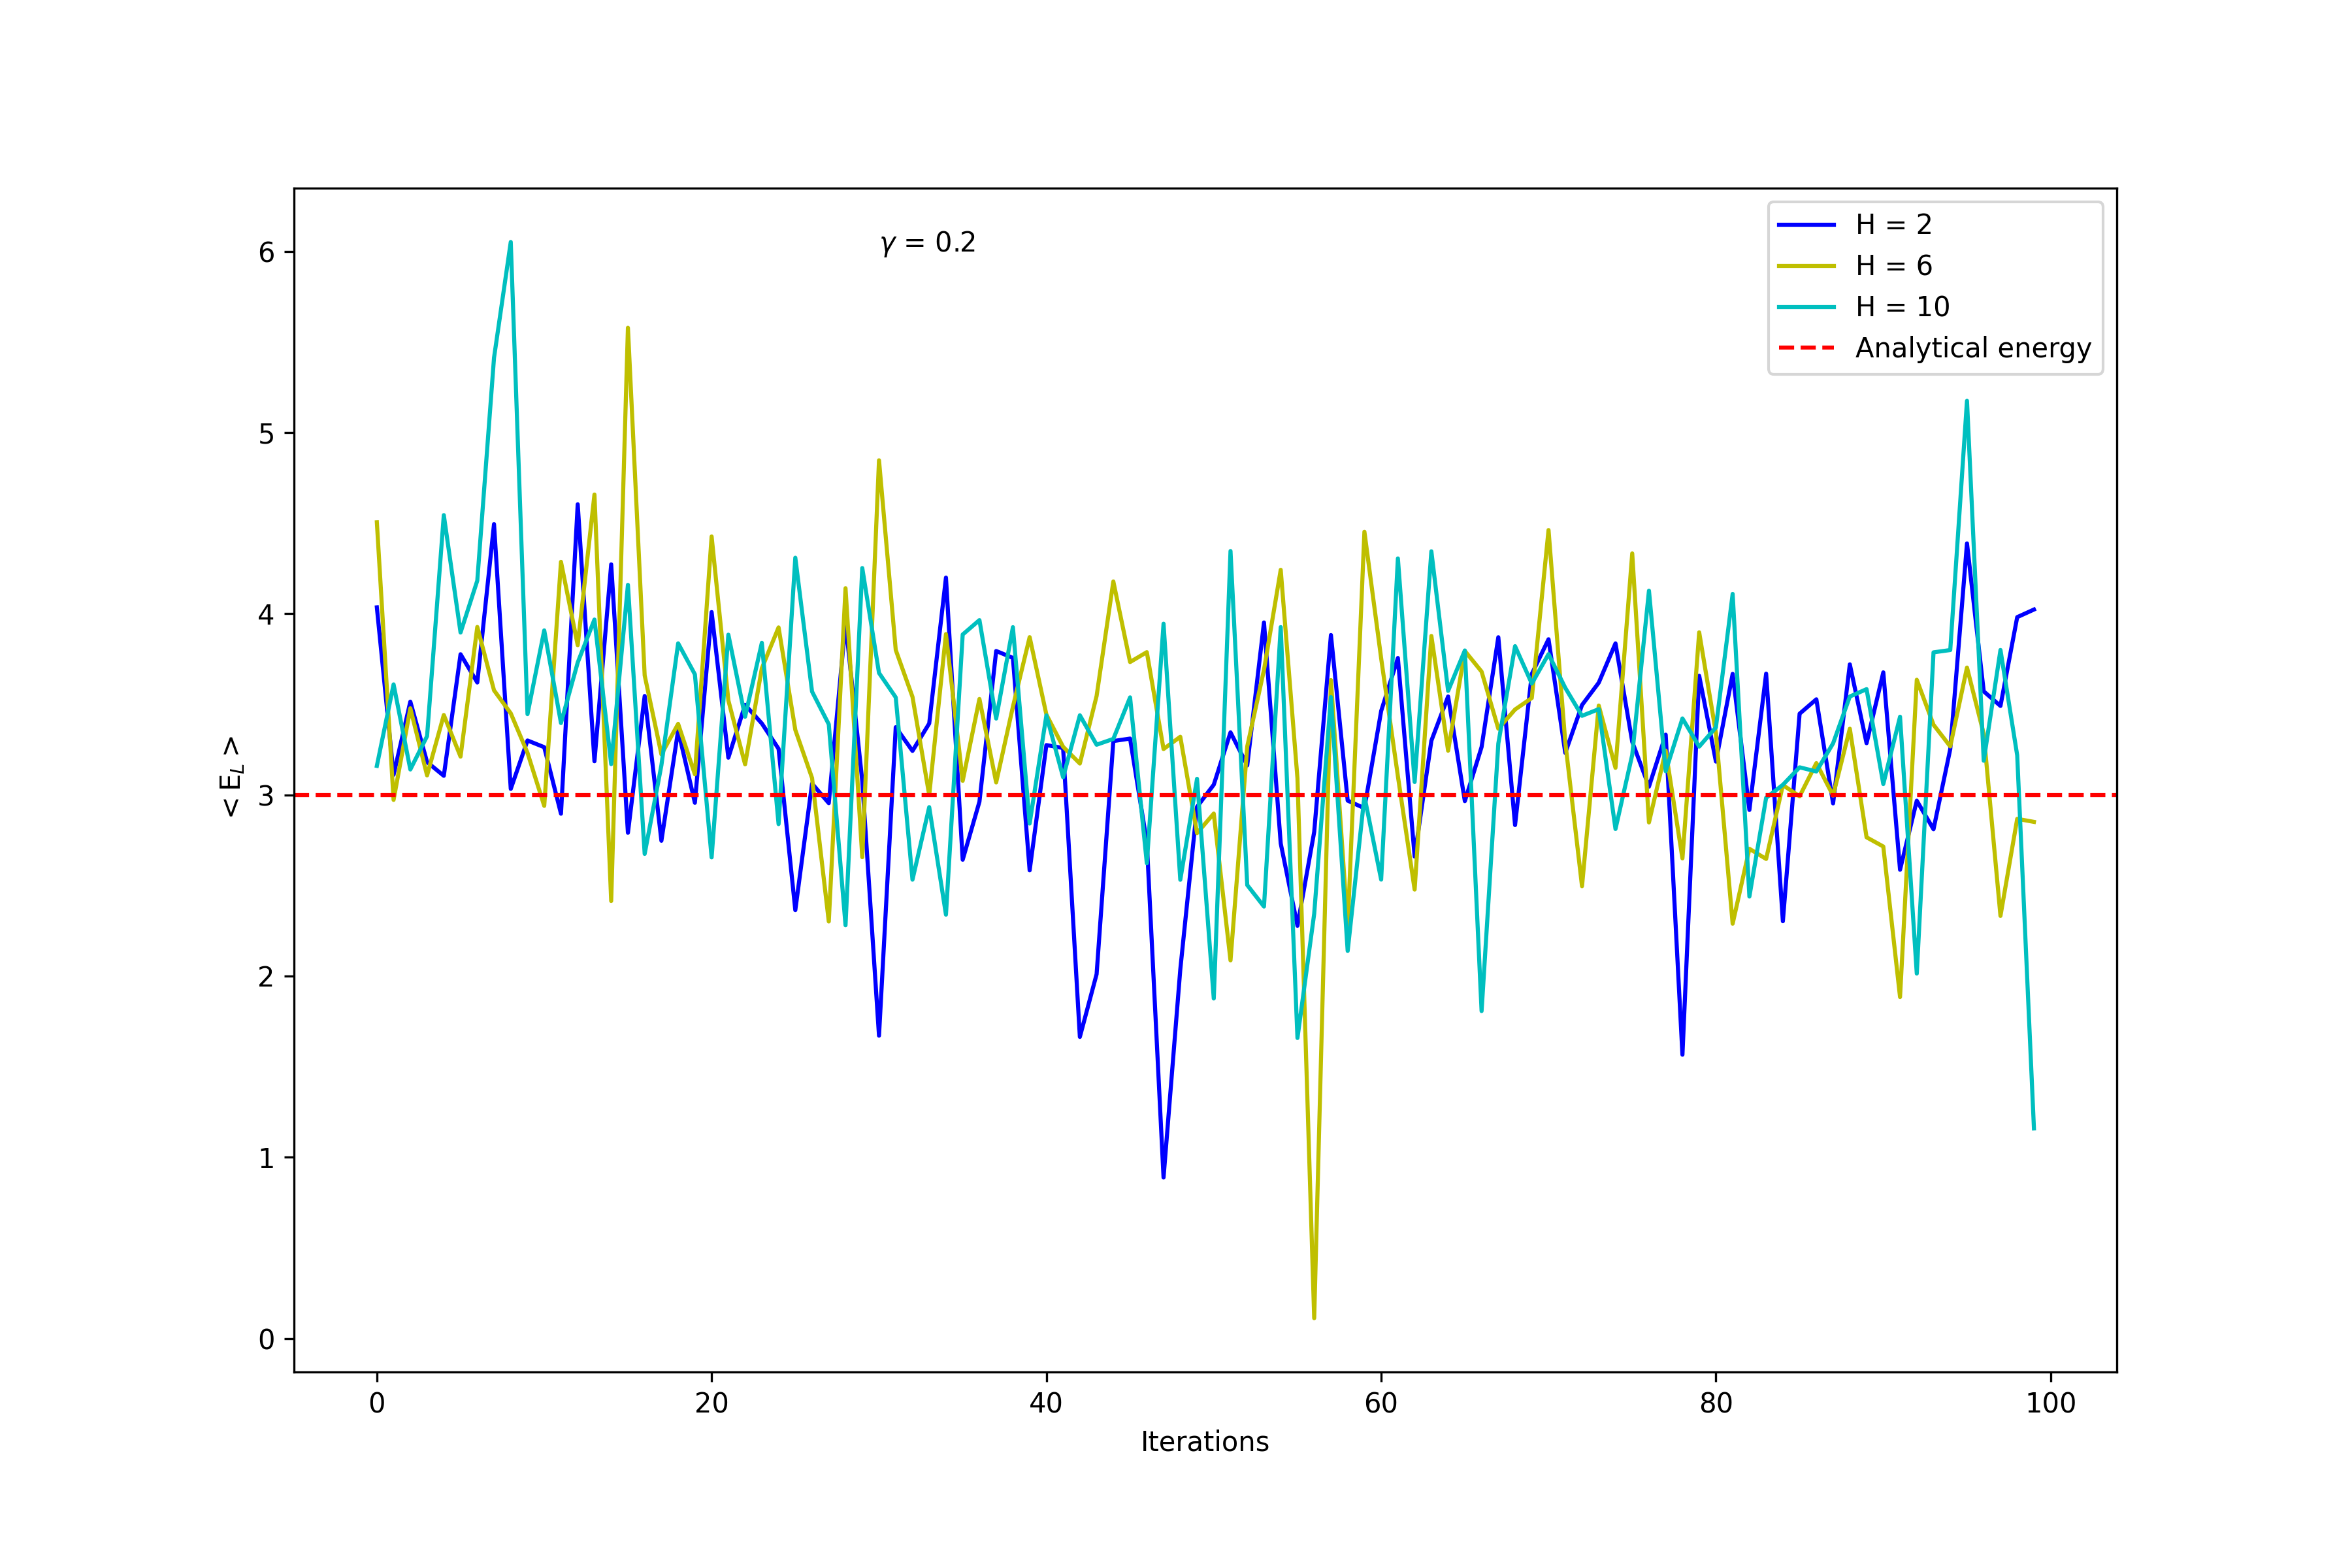 γ = 0.2
H = 2
H = 6
H = 10
Analytical energy
6
5
4
3
2
1
0
< E_L >
0 20 40 60 80 100
Iterations